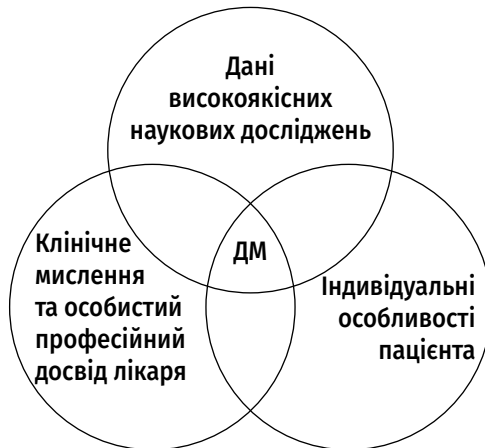 Дані
високоякісних
наукових досліджень
Клінічне
мислення
та особистий
професійний
досвід лікаря
ДМ
Індивідуальні
особливості
пацієнта